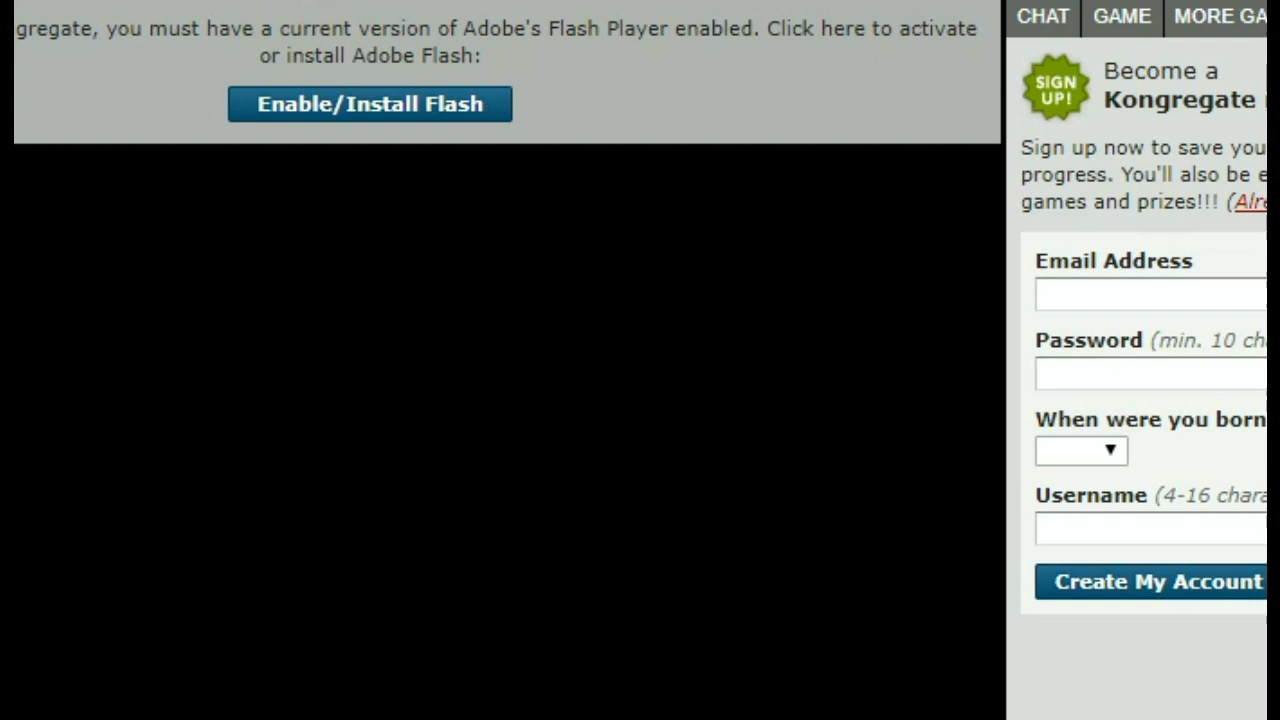 gregate, you must have a current version of Adobe's Flash Player enabled. Click here to activate
or install Adobe Flash:
Enable/Install Flash
CHAT GAME MORE GA
SIGN
UP!
Become a
Kongregate
Sign up now to save you
progress. You'll also be e
games and prizes!!! (Alre
Email Address
Password (min. 10 cha
When were you born
▼
Username (4-16 chara
Create My Account